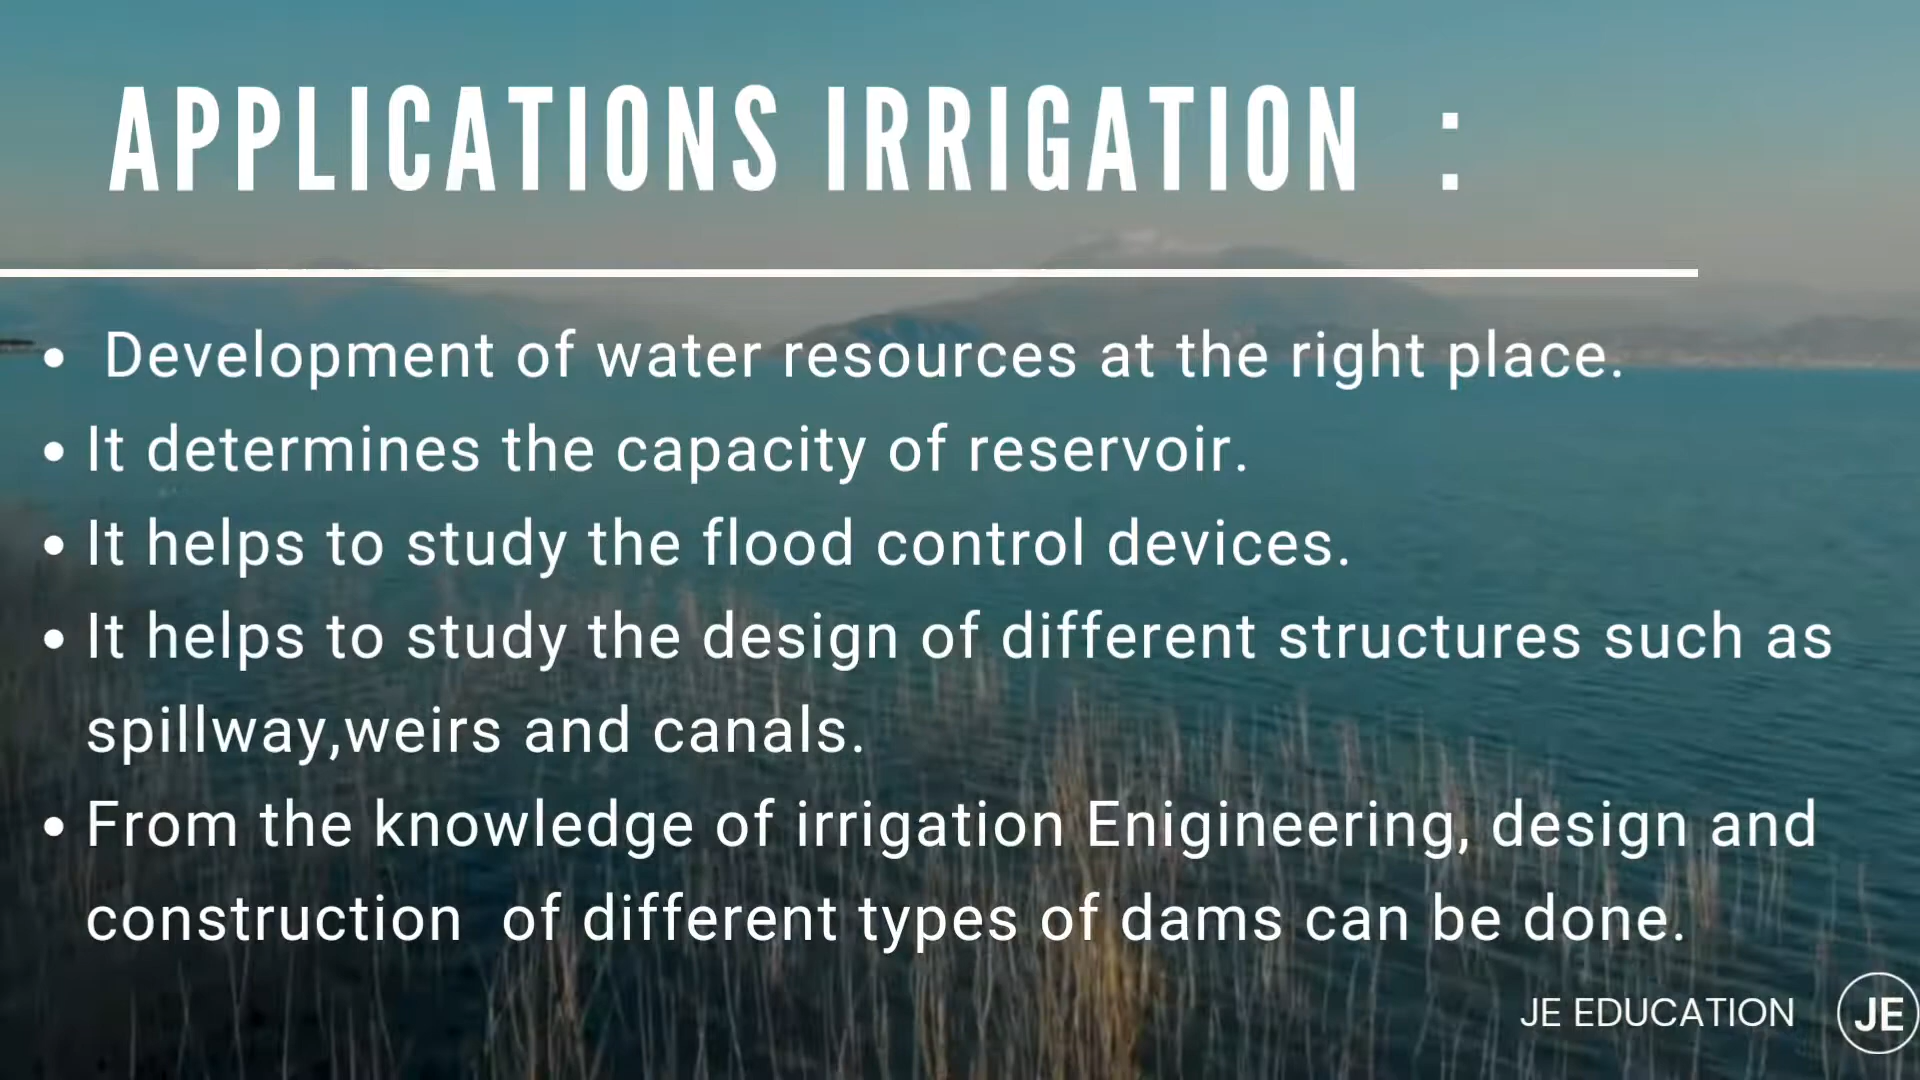 APPLICATIONS IRRIGATION :
• Development of water resources at the right place.
• It determines the capacity of reservoir.
• It helps to study the flood control devices.
• It helps to study the design of different structures such as
spillway,weirs and canals.
• From the knowledge of irrigation Enigineering, design and
construction of different types of dams can be done.
JE EDUCATION JE